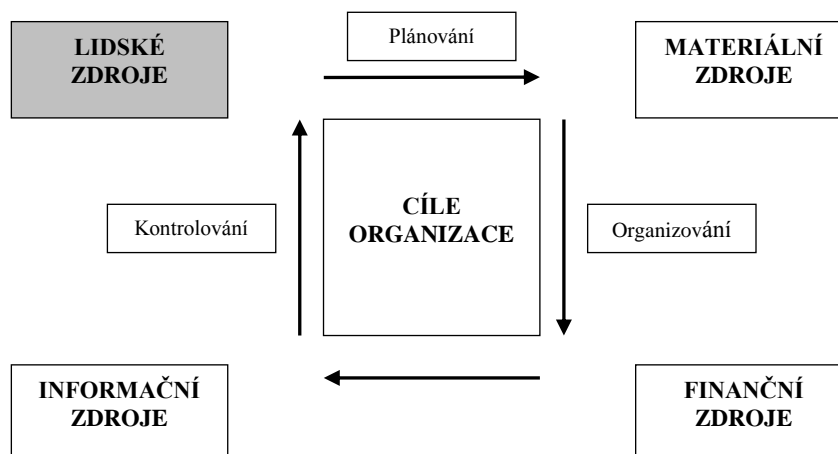 LIDSKÉ
ZDROJE
Plánování
MATERIÁLNÍ
ZDROJE
Kontrolování
CÍLE
ORGANIZACE
Organizování
INFORMAČNÍ
ZDROJE
FINANČNÍ
ZDROJE